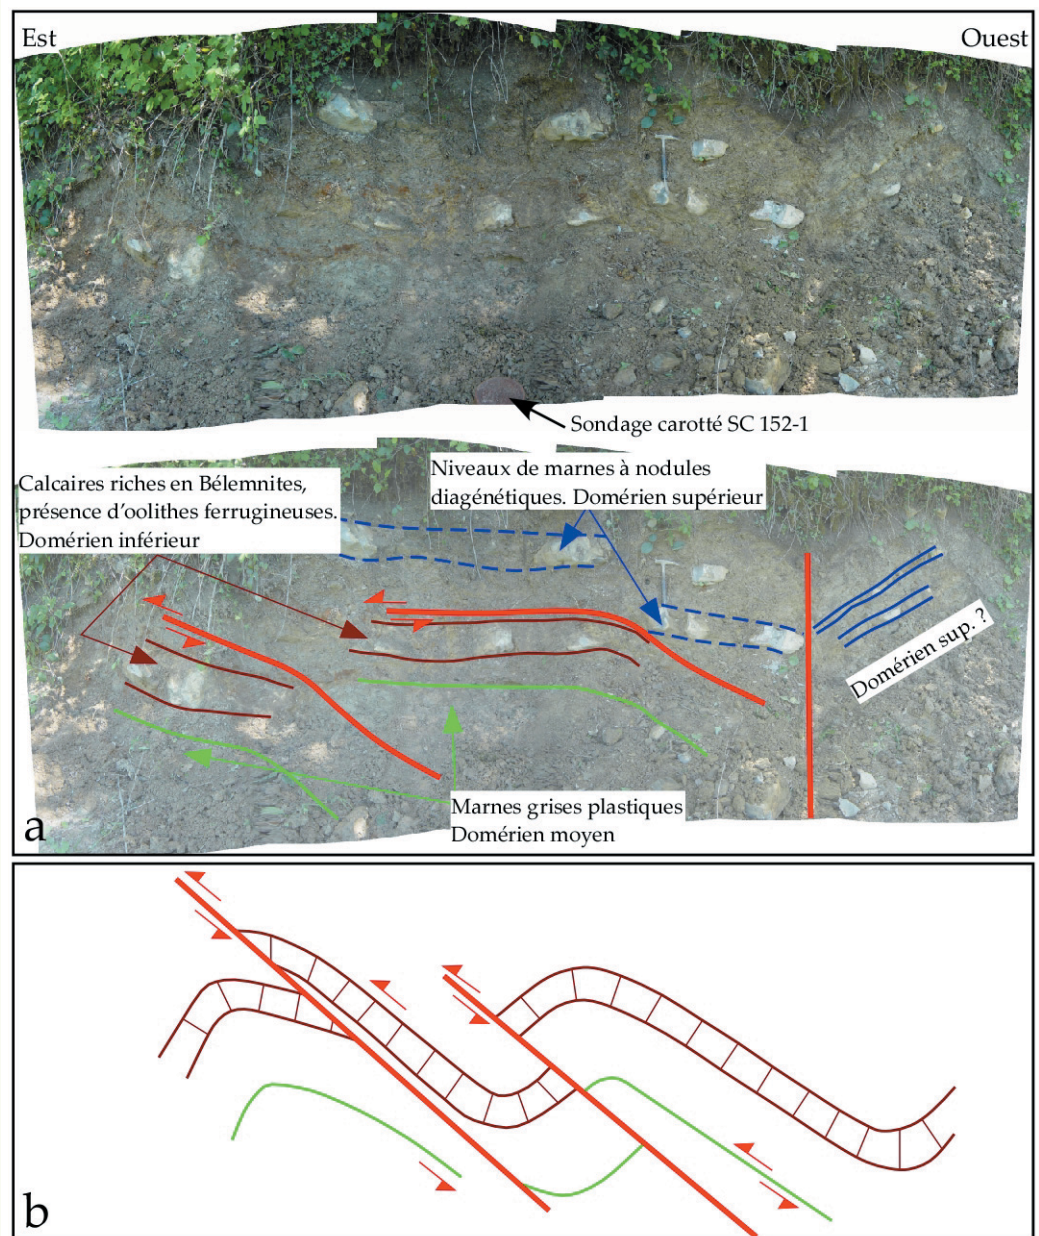 Est
Ouest
Sondage carotté SC 152-1
Niveaux de marnes à nodules
diagénétiques. Domérien supérieur
Calcaires riches en Bélemnites,
présence d'oolithes ferrugineuses.
Domérien inférieur
Domérien sup. ?
Marnes grises plastiques
Domérien moyen
a
b